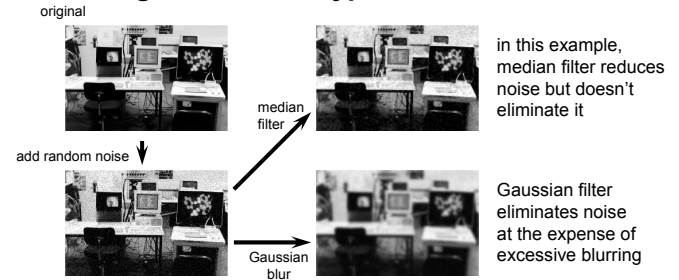 original
in this example,
median filter reduces
noise but doesn't
eliminate it
median
filter
add random noise
Gaussian filter
eliminates noise
at the expense of
excessive blurring
Gaussian
blur